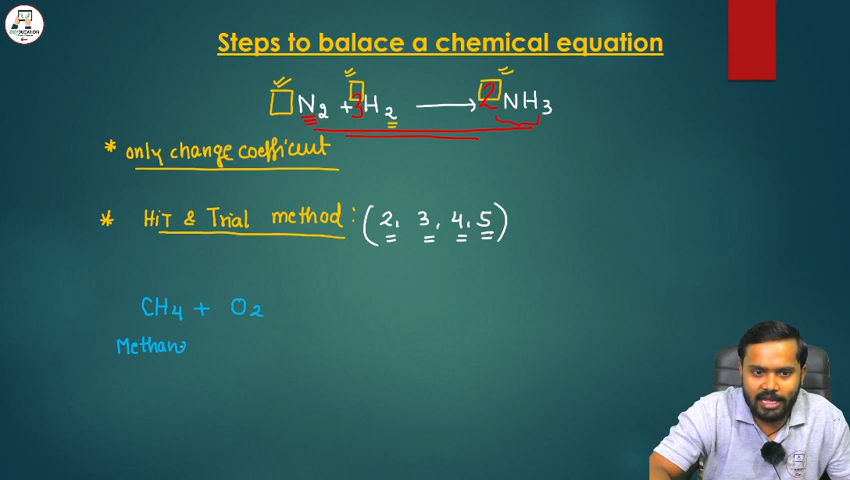 Steps to balace a chemical equation
N2 + 3H2 → 2NH3
* only change coefficient
* HiT & Trial method: (2, 3, 4, 5)
CH4 + O2
Methan